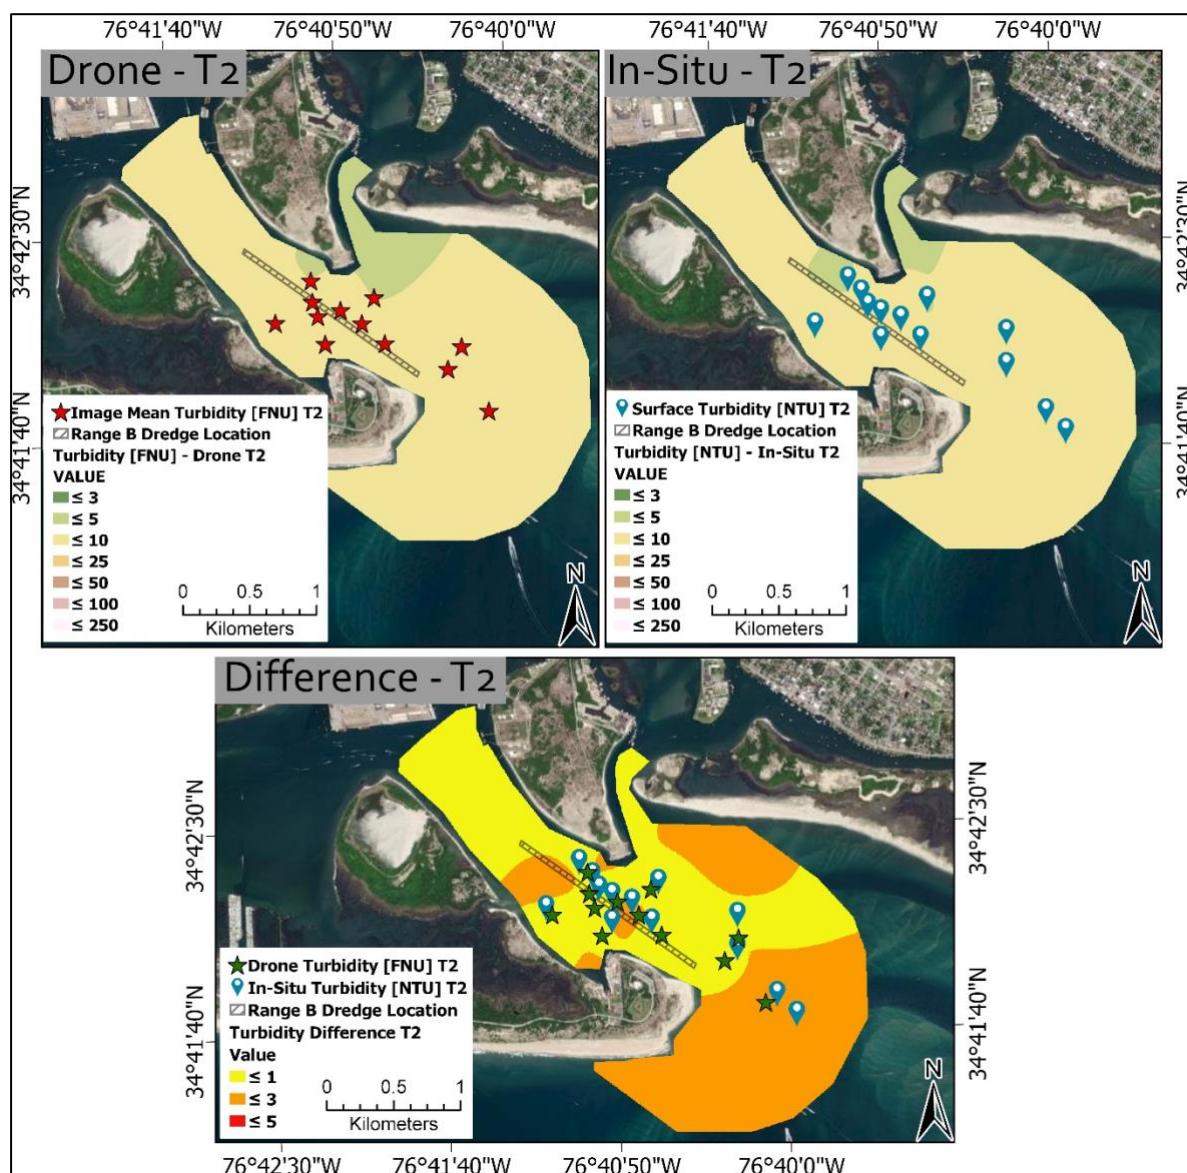 76°41'40"W 76°40'50"W 76°40'0"W
76°41'40"W 76°40'50"W 76°40'0"W
Drone - T2
34°42'30"N
34°41'40"N
Image Mean Turbidity [FNU] T2
Range B Dredge Location
Turbidity [FNU] - Drone T2
VALUE
≤ 3
≤ 5
≤ 10
≤ 25
≤ 50
≤ 100
≤ 250
0 0.5 1
Kilometers
N
In-Situ - T2
34°42'30"N
34°41'40"N
Surface Turbidity [NTU] T2
Range B Dredge Location
Turbidity [NTU] - In-Situ T2
VALUE
≤ 3
≤ 5
≤ 10
≤ 25
≤ 50
≤ 100
≤ 250
0 0.5 1
Kilometers
N
Difference - T2
34°42'30"N
34°42'30"N
34°41'40"N
34°41'40"N
Drone Turbidity [FNU] T2
In-Situ Turbidity [NTU] T2
Range B Dredge Location
Turbidity Difference T2
Value
≤ 1
≤ 3
≤ 5
0 0.5 1
Kilometers
N
76°42'30"W 76°41'40"W 76°40'50"W 76°40'0"W